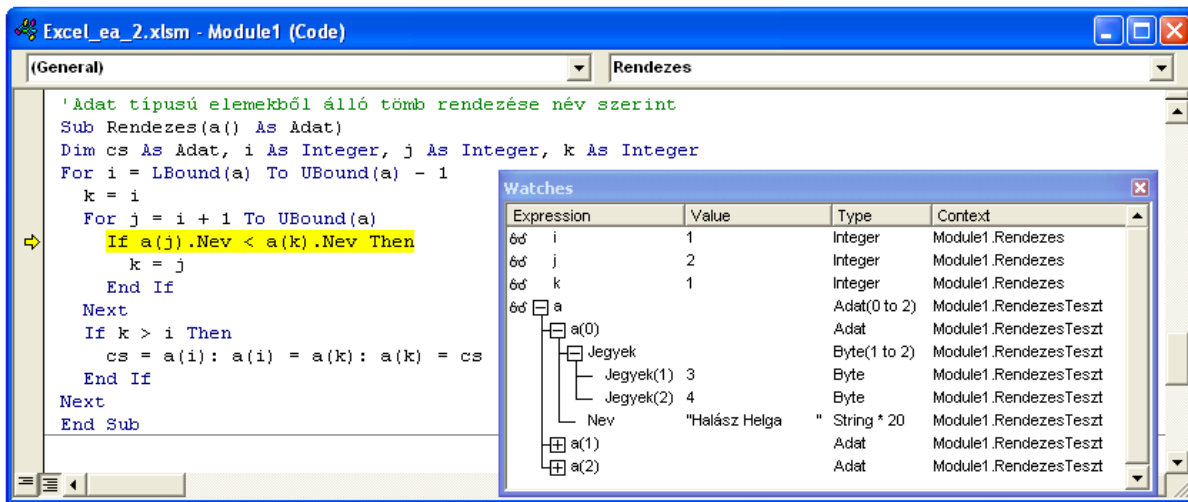 Excel_ea_2.xlsm - Module1 (Code)
(General) Rendezes
'Adat típusú elemekből álló tömb rendezése név szerint
Sub Rendezes(a() As Adat)
Dim cs As Adat, i As Integer, j As Integer, k As Integer
For i = LBound(a) To UBound(a) - 1
k = i
For j = i + 1 To UBound(a)
If a(j).Nev < a(k).Nev Then
k = j
End If
Next
If k > i Then
cs = a(i): a(i) = a(k): a(k) = cs
End If
Next
End Sub
Watches
Expression Value Type Context
i 1 Integer Module1.Rendezes
j 2 Integer Module1.Rendezes
k 1 Integer Module1.Rendezes
a Adat(0 to 2) Module1.RendezesTeszt
a(0) Adat Module1.RendezesTeszt
Jegyek Byte(1 to 2) Module1.RendezesTeszt
Jegyek(1) 3 Byte Module1.RendezesTeszt
Jegyek(2) 4 Byte Module1.RendezesTeszt
Nev "Halász Helga " String * 20 Module1.RendezesTeszt
a(1) Adat Module1.RendezesTeszt
a(2) Adat Module1.RendezesTeszt